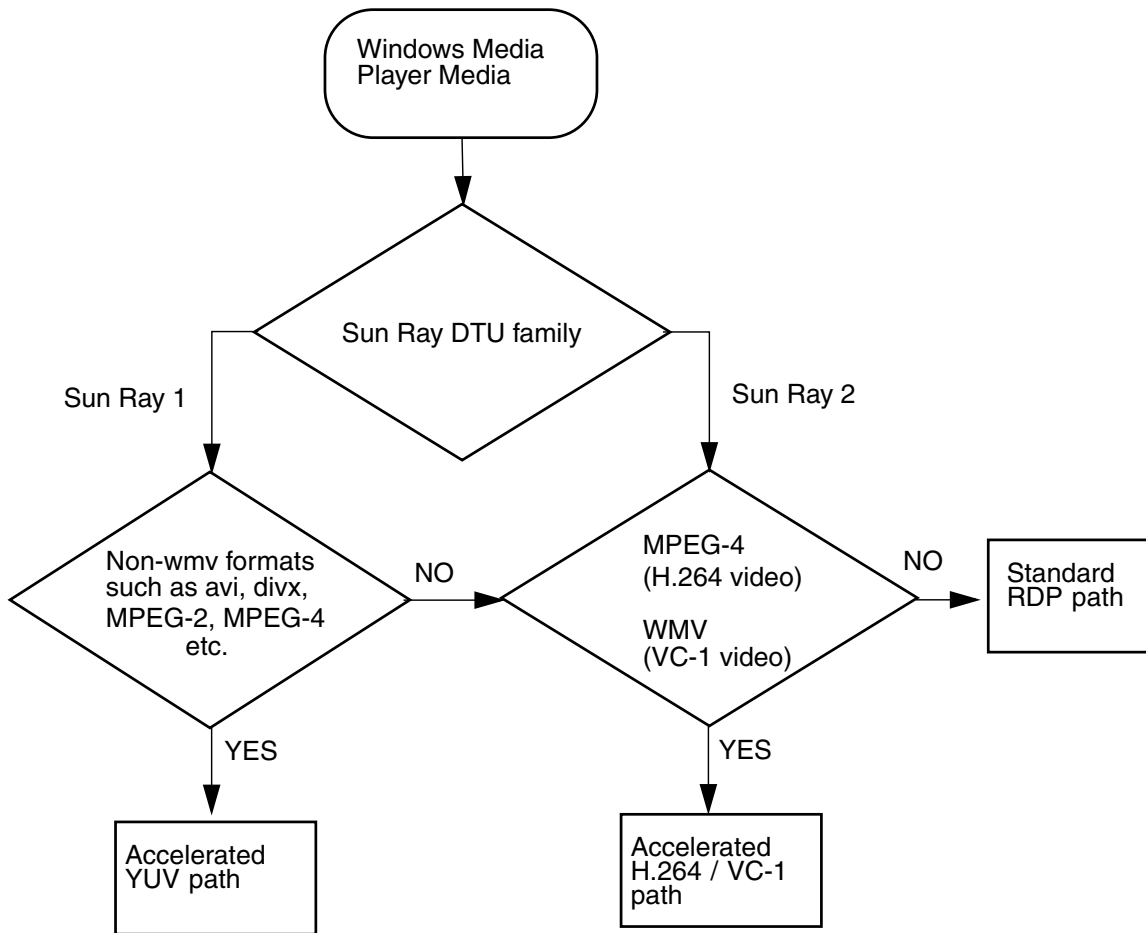 Windows Media
Player Media
Sun Ray DTU family
Sun Ray 1
Sun Ray 2
Non-wmv formats
such as avi, divx,
MPEG-2, MPEG-4
etc.
NO
MPEG-4
(H.264 video)
WMV
(VC-1 video)
NO
Standard
RDP path
YES
YES
Accelerated
YUV path
Accelerated
H.264 / VC-1
path